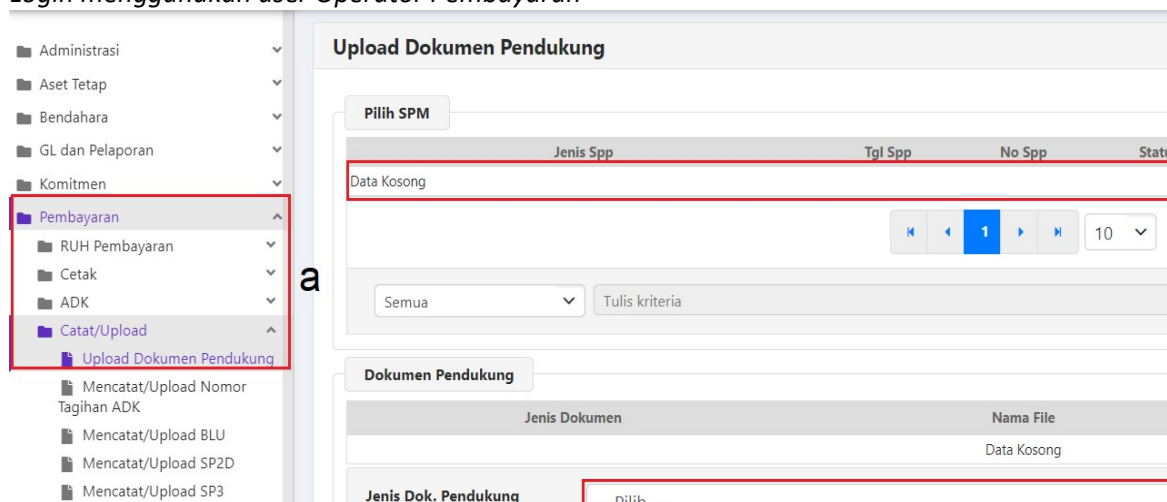 Login menggunakan user Operator Pembayaran
Administrasi
Aset Tetap
Bendahara
GL dan Pelaporan
Komitmen
Pembayaran
RUH Pembayaran
Cetak
ADK
Catat/Upload
Upload Dokumen Pendukung
Mencatat/Upload Nomor
Tagihan ADK
Mencatat/Upload BLU
Mencatat/Upload SP2D
Mencatat/Upload SP3
a
Upload Dokumen Pendukung
Pilih SPM
Jenis Spp Tgl Spp No Spp Statu
Data Kosong
1 10
Semua Tulis kriteria
Dokumen Pendukung
Jenis Dokumen Nama File
Data Kosong
Jenis Dok. Pendukung Pilih